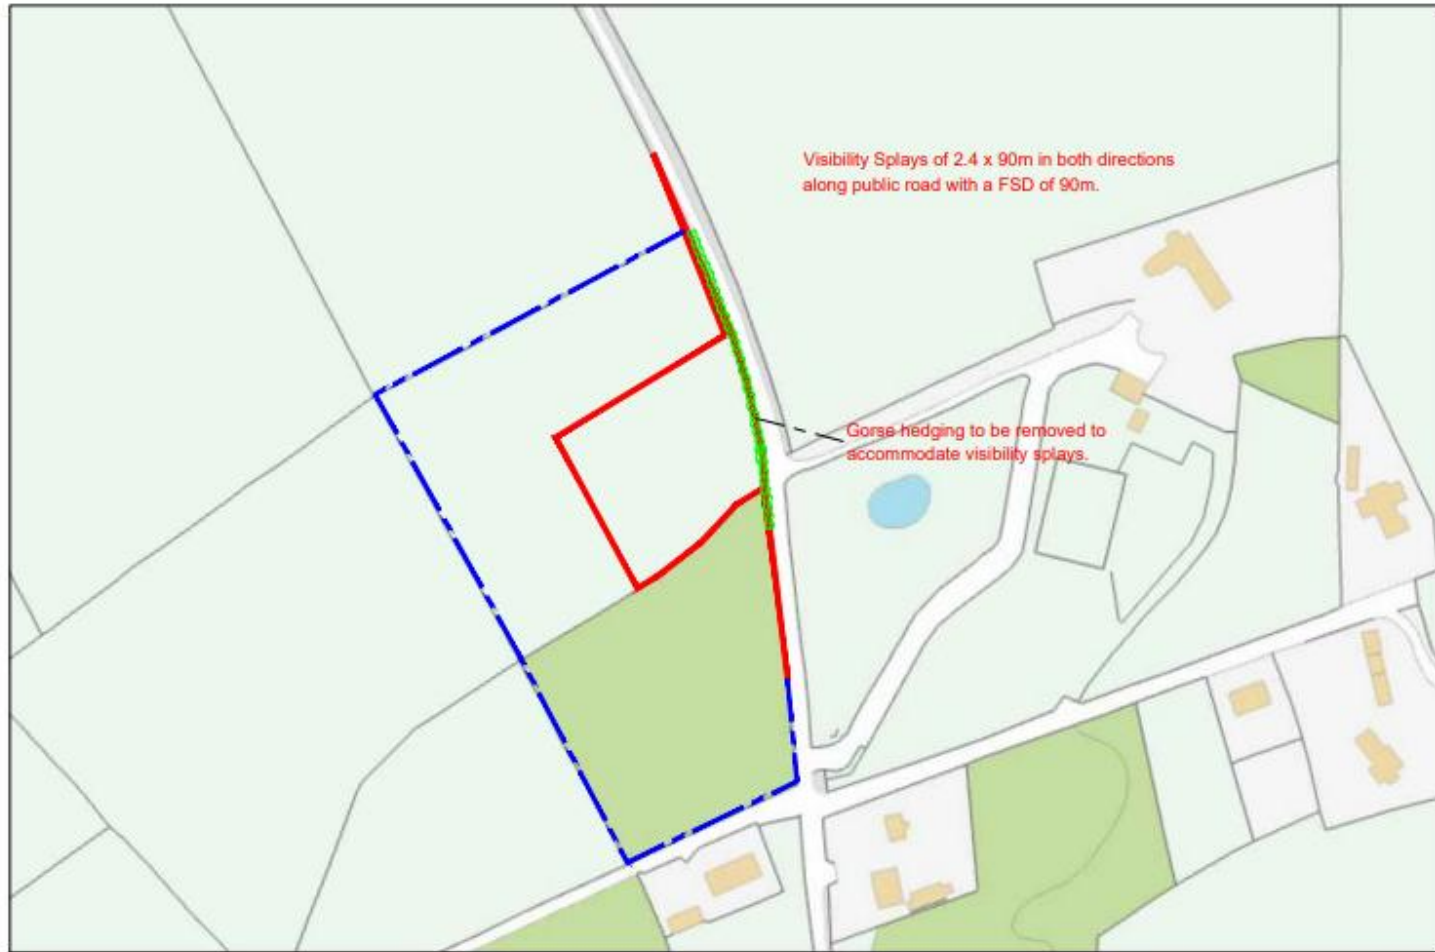 Visibility Splays of 2.4 x 90m in both directions
along public road with a FSD of 90m.
Gorse hedging to be removed to
accommodate visibility splays.